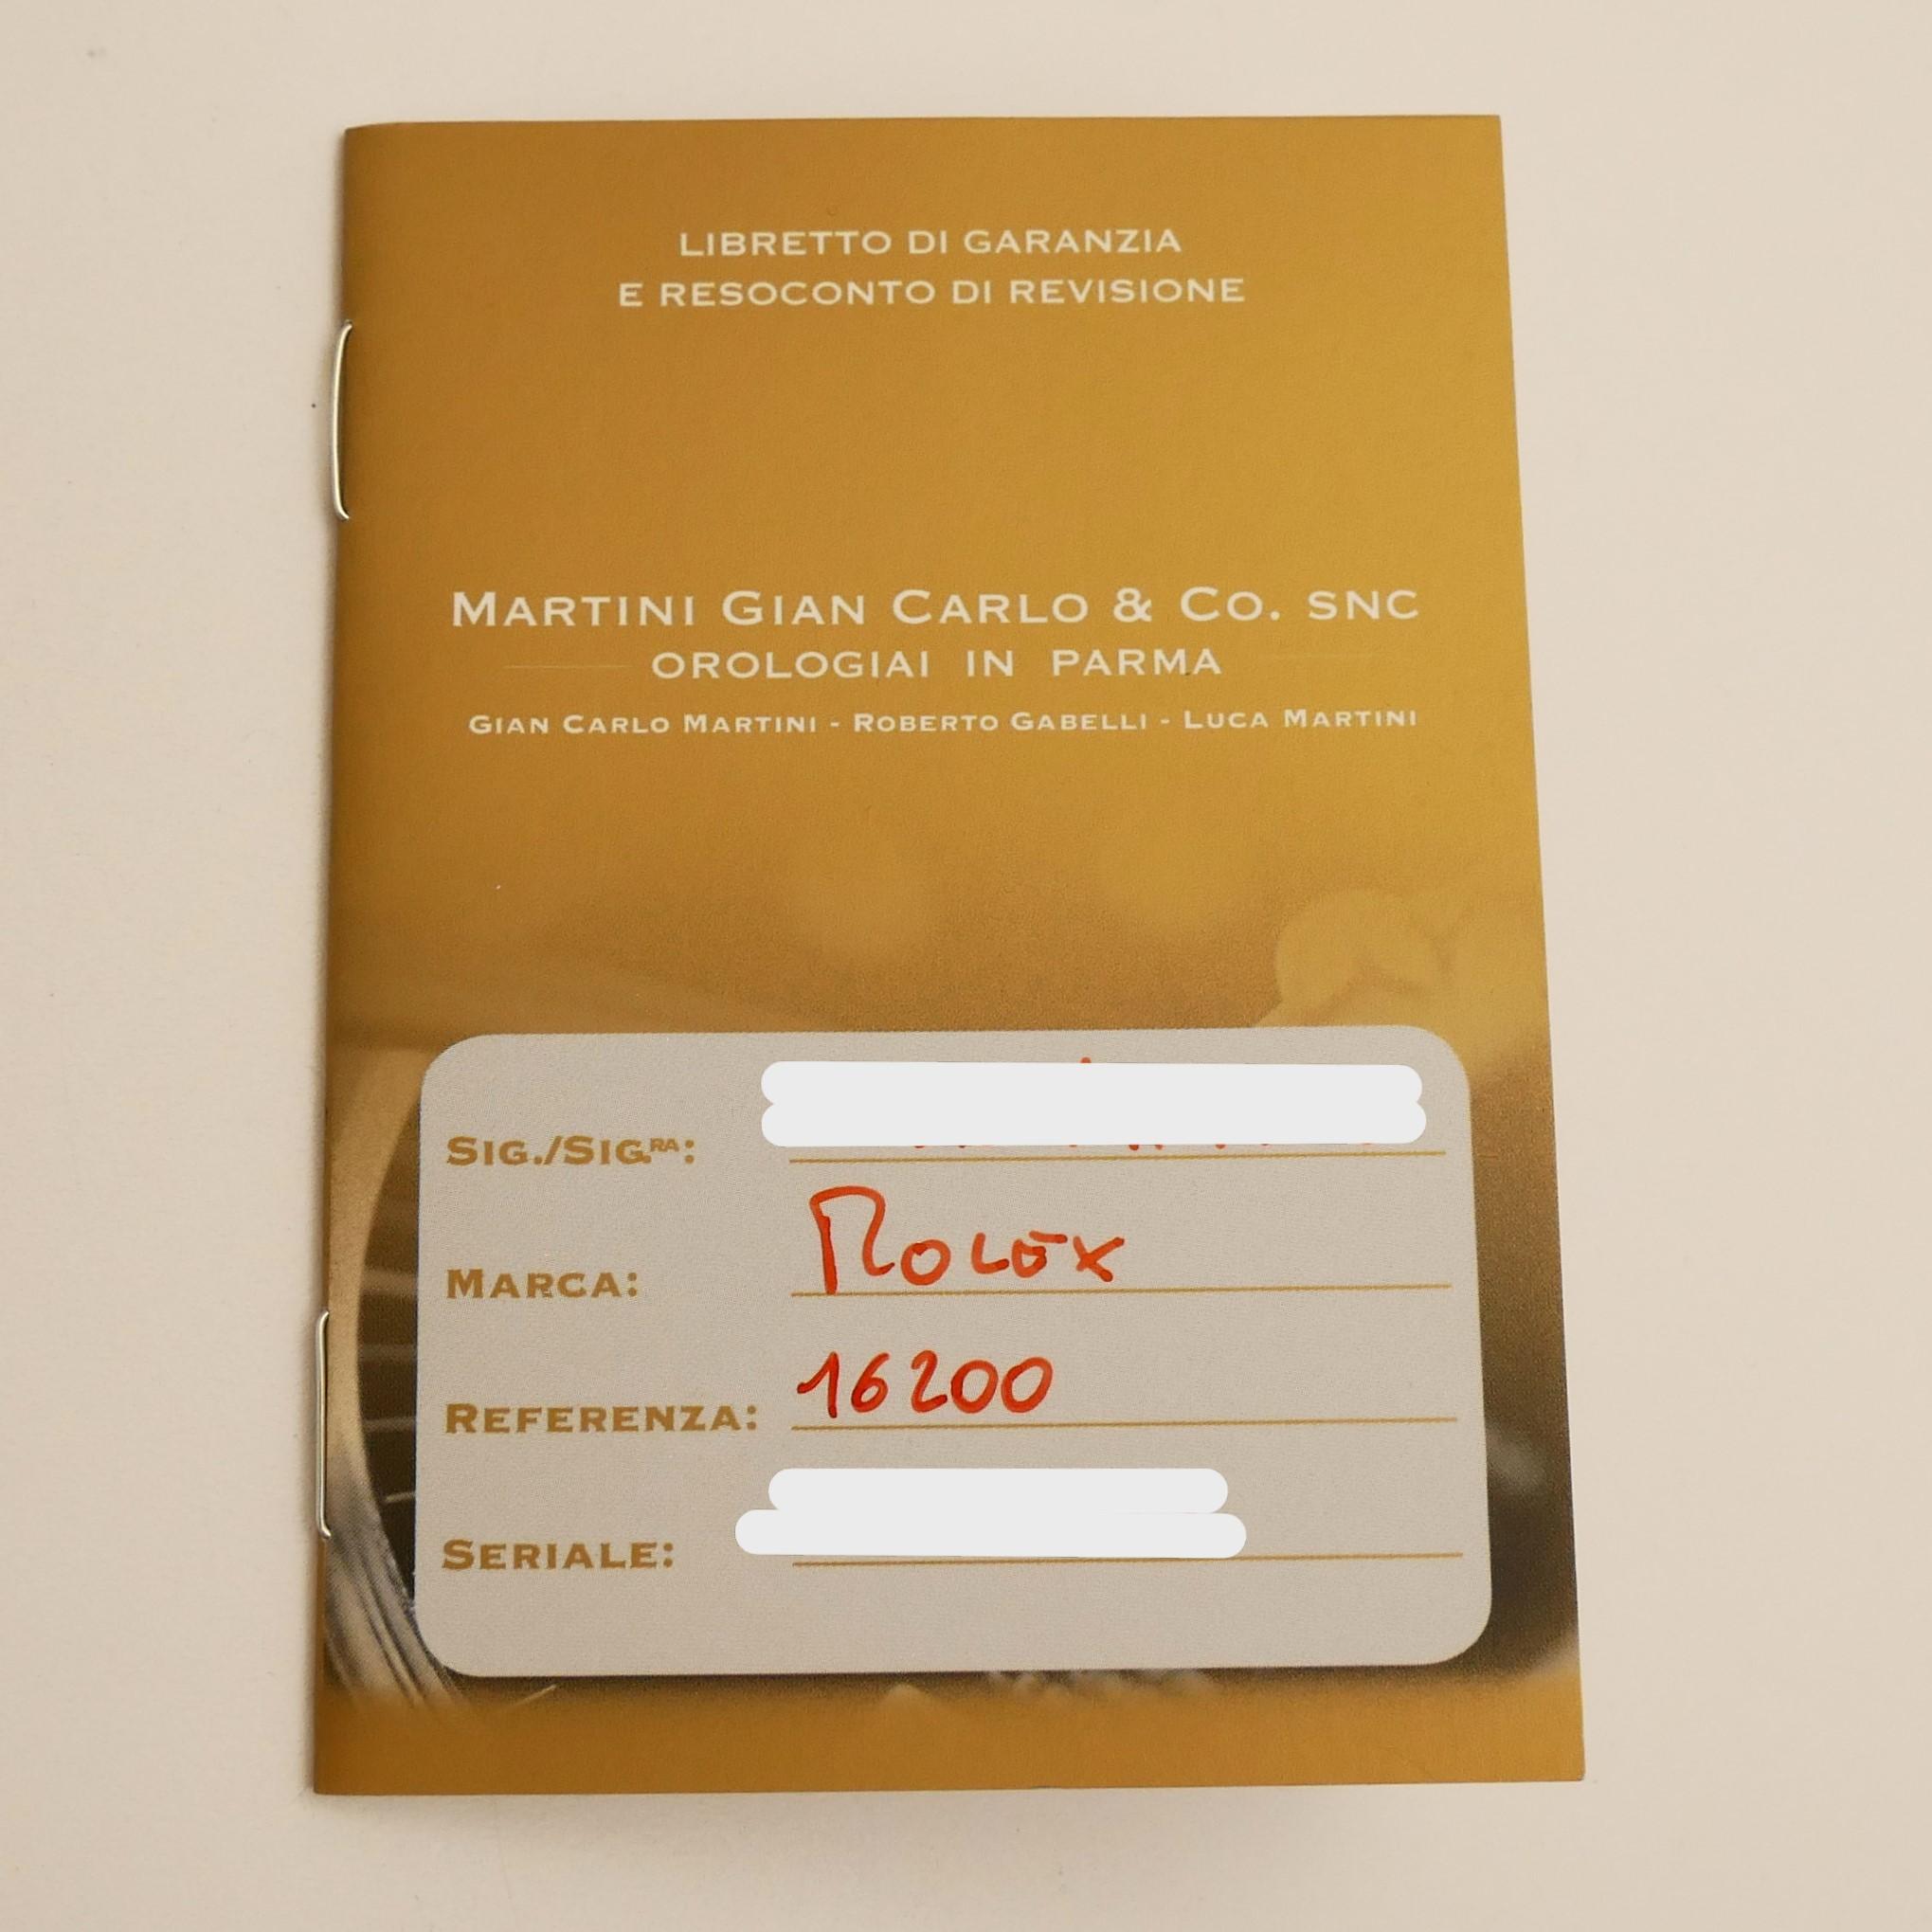 LIBRETTO DI GARANZIA
E RESOCONTO DI REVISIONE
MARTINI GIAN CARLO & CO. SNC
OROLOGIAI IN PARMA
GIAN CARLO MARTINI - ROBERTO GABELLI - LUCA MARTINI
SIG./SIG.RA:
MARCA: ROLEX
REFERENZA: 16200
SERIALE: